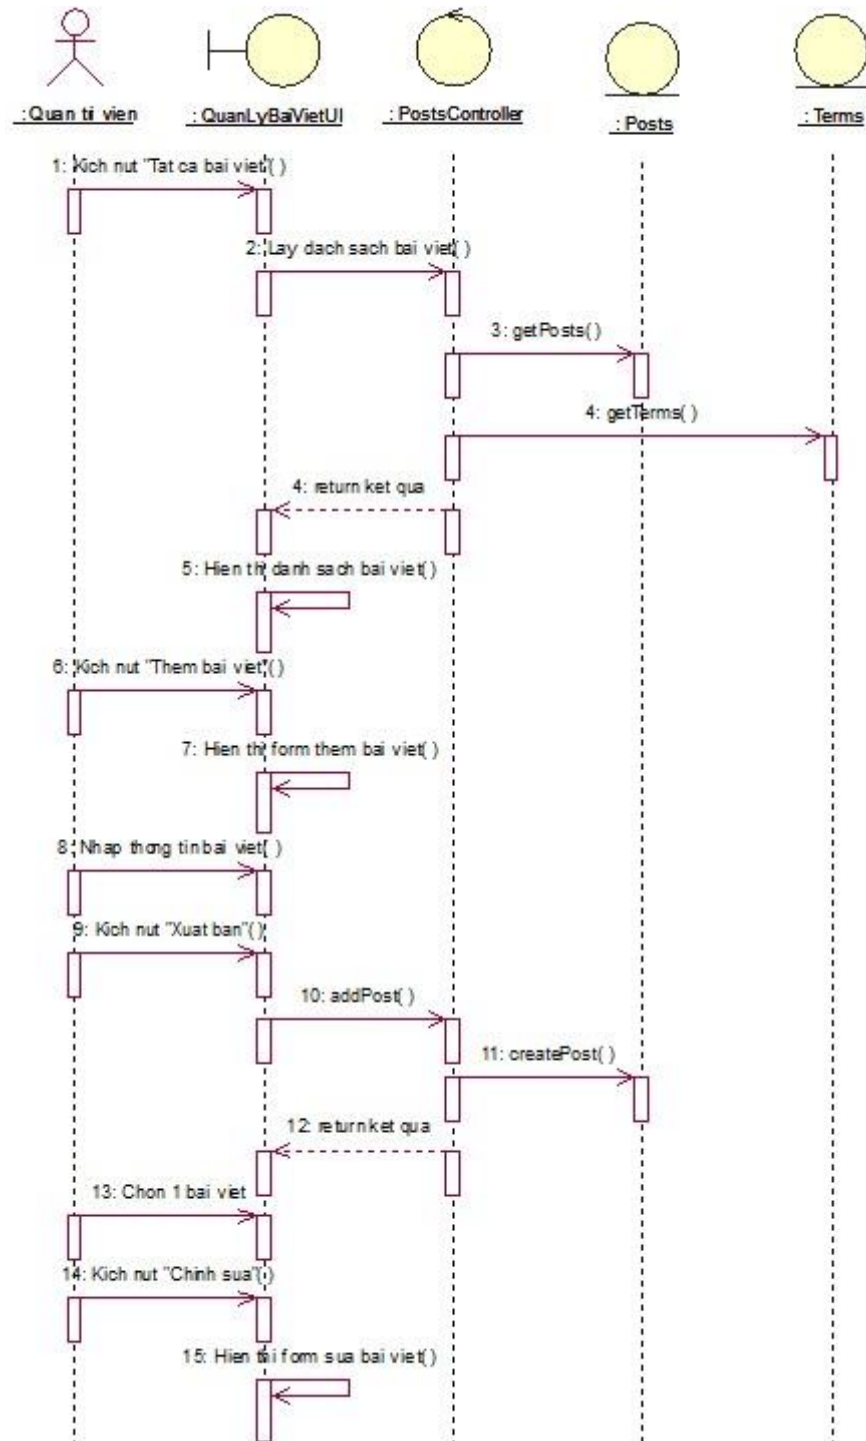 : Quan tri vien
: QuanLyBaiVietUI
: PostsController
: Posts
: Terms
1: Kich nut "Tat ca bai viet"( )
2: Lay dach sach bai viet( )
3: getPosts( )
4: getTerms( )
4: return ket qua
5: Hien thi danh sach bai viet( )
6: Kich nut "Them bai viet"( )
7: Hien thi form them bai viet( )
8: Nhap thong tin bai viet( )
9: Kich nut "Xuat ban"( )
10: addPost( )
11: createPost( )
12: return ket qua
13: Chon 1 bai viet
14: Kich nut "Chinh sua"( )
15: Hien thi form sua bai viet( )